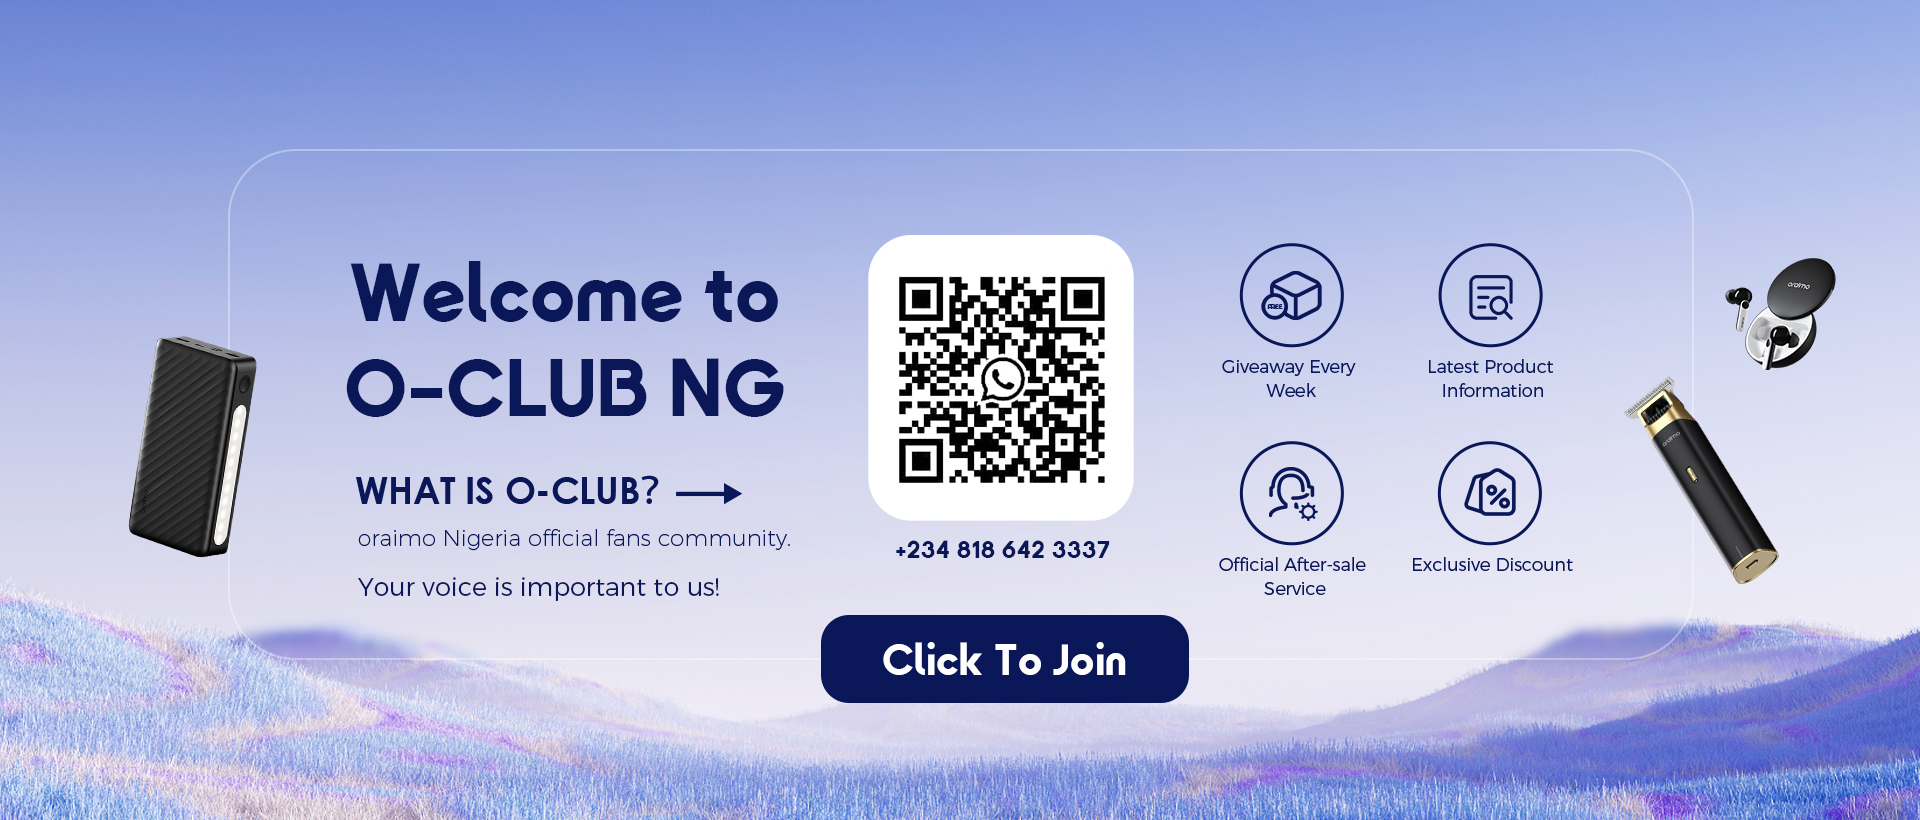 Welcome to
O-CLUB NG
WHAT IS O-CLUB?
oraimo Nigeria official fans community.
Your voice is important to us!
+234 818 642 3337
Click To Join
FREE
Giveaway Every
Week
Latest Product
Information
Official After-sale
Service
%
Exclusive Discount
oraimo
oraimo